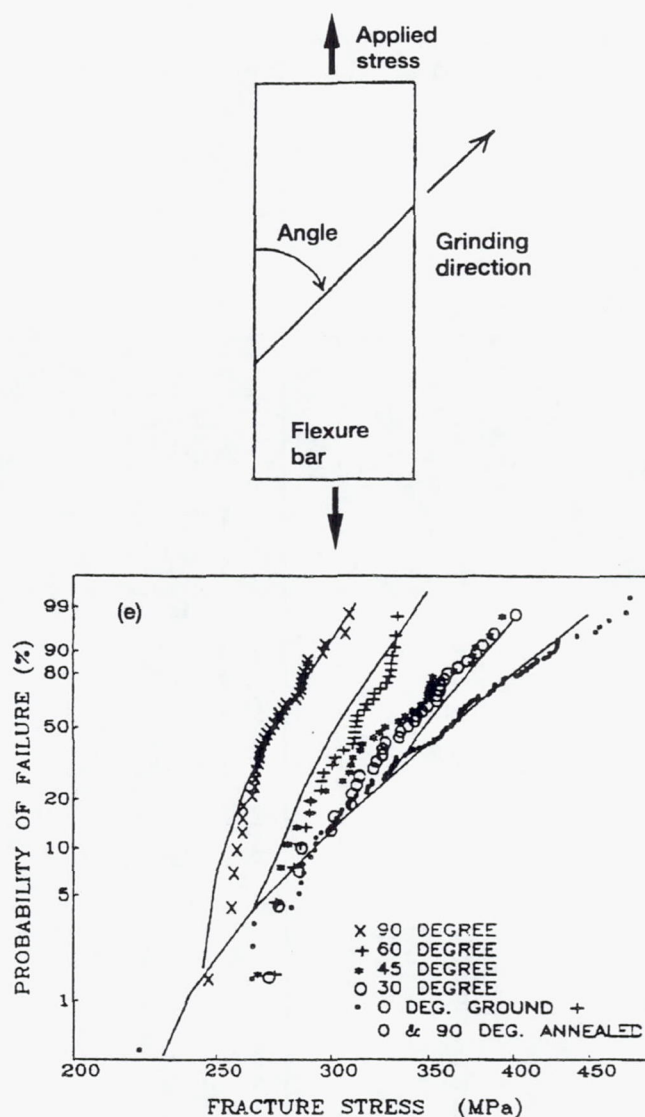 Applied
stress
Angle
Grinding
direction
Flexure
bar
(e)
PROBABILITY OF FAILURE (%)
99
90
80
50
20
10
5
1
× 90 DEGREE
+ 60 DEGREE
* 45 DEGREE
○ 30 DEGREE
• 0 DEG. GROUND +
0 & 90 DEG. ANNEALED
200
250
300
350
400
450
FRACTURE STRESS (MPa)